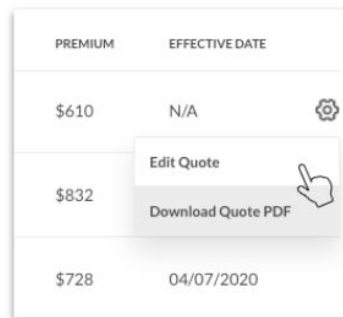 PREMIUM EFFECTIVE DATE
$610 N/A
Edit Quote
$832
Download Quote PDF
$728 04/07/2020